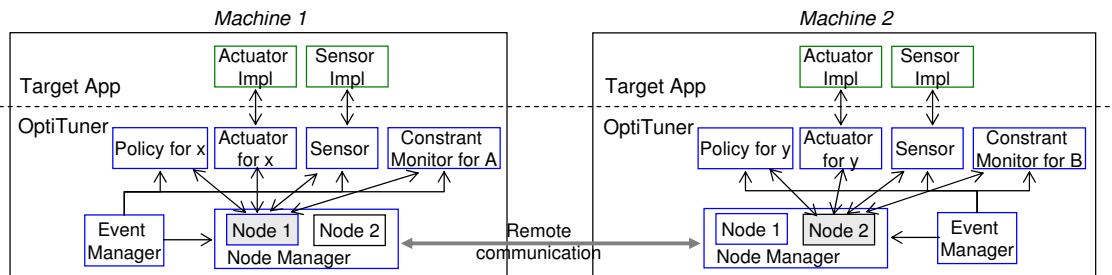 Machine 1
Machine 2
Actuator
Impl
Sensor
Impl
Target App
OptiTuner
Policy for x
Actuator
for x
Sensor
Constrant
Monitor for A
Event
Manager
Node 1
Node 2
Node Manager
Remote
communication
Actuator
Impl
Sensor
Impl
Target App
OptiTuner
Policy for y
Actuator
for y
Sensor
Constrant
Monitor for B
Node 1
Node 2
Node Manager
Event
Manager